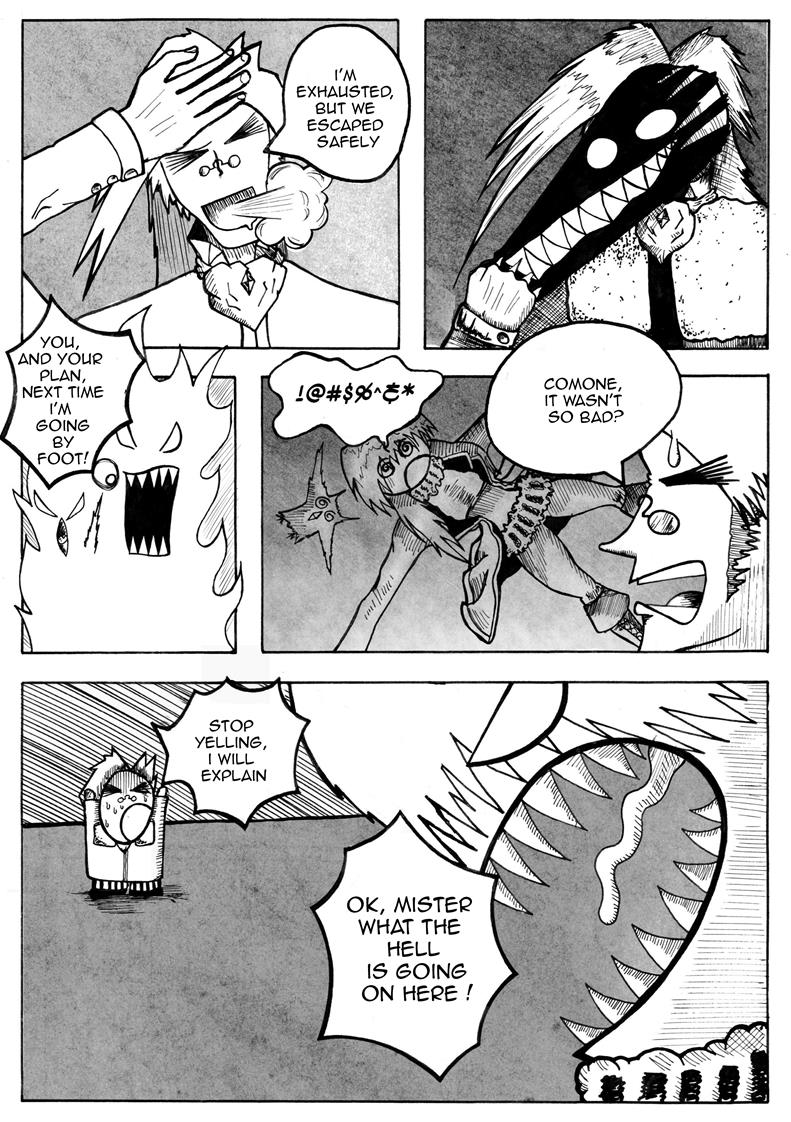 I'M
EXHAUSTED,
BUT WE
ESCAPED
SAFELY
YOU,
AND YOUR
PLAN,
NEXT TIME
I'M
GOING
BY
FOOT!
!@#$%^&*
COMONE,
IT WASN'T
SO BAD?
STOP
YELLING,
I WILL
EXPLAIN
OK, MISTER
WHAT THE
HELL
IS GOING
ON HERE !